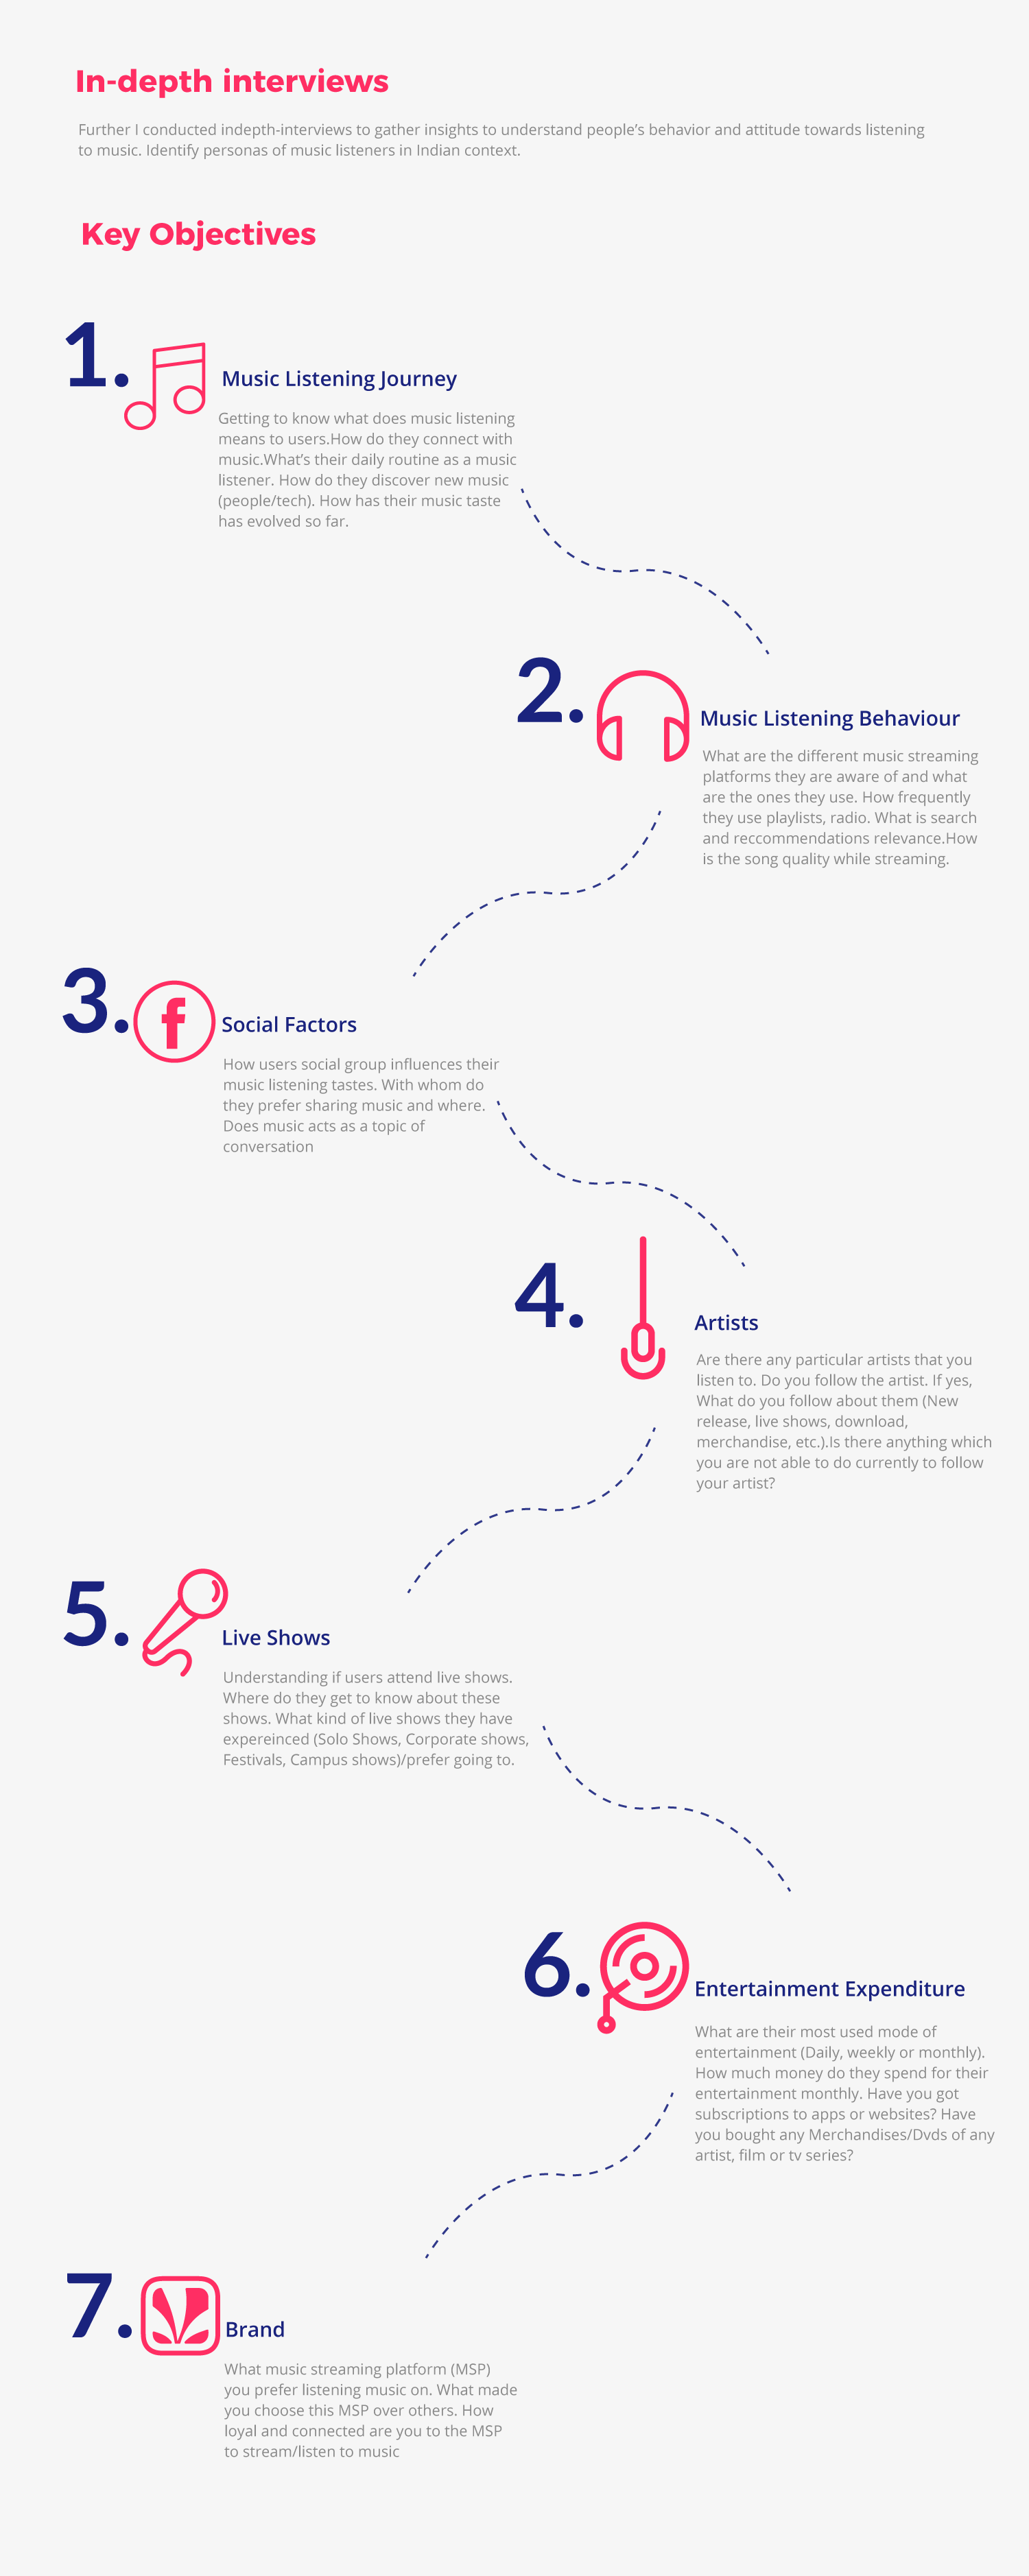 In-depth interviews
Further I conducted indepth-interviews to gather insights to understand people's behavior and attitude towards listening
to music. Identify personas of music listeners in Indian context.
Key Objectives
1.
Music Listening Journey
Getting to know what does music listening
means to users.How do they connect with
music.What's their daily routine as a music
listener. How do they discover new music
(people/tech). How has their music taste
has evolved so far.
2.
Music Listening Behaviour
What are the different music streaming
platforms they are aware of and what
are the ones they use. How frequently
they use playlists, radio. What is search
and reccommendations relevance.How
is the song quality while streaming.
3.
f
Social Factors
How users social group influences their
music listening tastes. With whom do
they prefer sharing music and where.
Does music acts as a topic of
conversation
4.
Artists
Are there any particular artists that you
listen to. Do you follow the artist. If yes,
What do you follow about them (New
release, live shows, download,
merchandise, etc.).Is there anything which
you are not able to do currently to follow
your artist?
5.
Live Shows
Understanding if users attend live shows.
Where do they get to know about these
shows. What kind of live shows they have
expereinced (Solo Shows, Corporate shows,
Festivals, Campus shows)/prefer going to.
6.
Entertainment Expenditure
What are their most used mode of
entertainment (Daily, weekly or monthly).
How much money do they spend for their
entertainment monthly. Have you got
subscriptions to apps or websites? Have
you bought any Merchandises/Dvds of any
artist, film or tv series?
7.
Brand
What music streaming platform (MSP)
you prefer listening music on. What made
you choose this MSP over others. How
loyal and connected are you to the MSP
to stream/listen to music